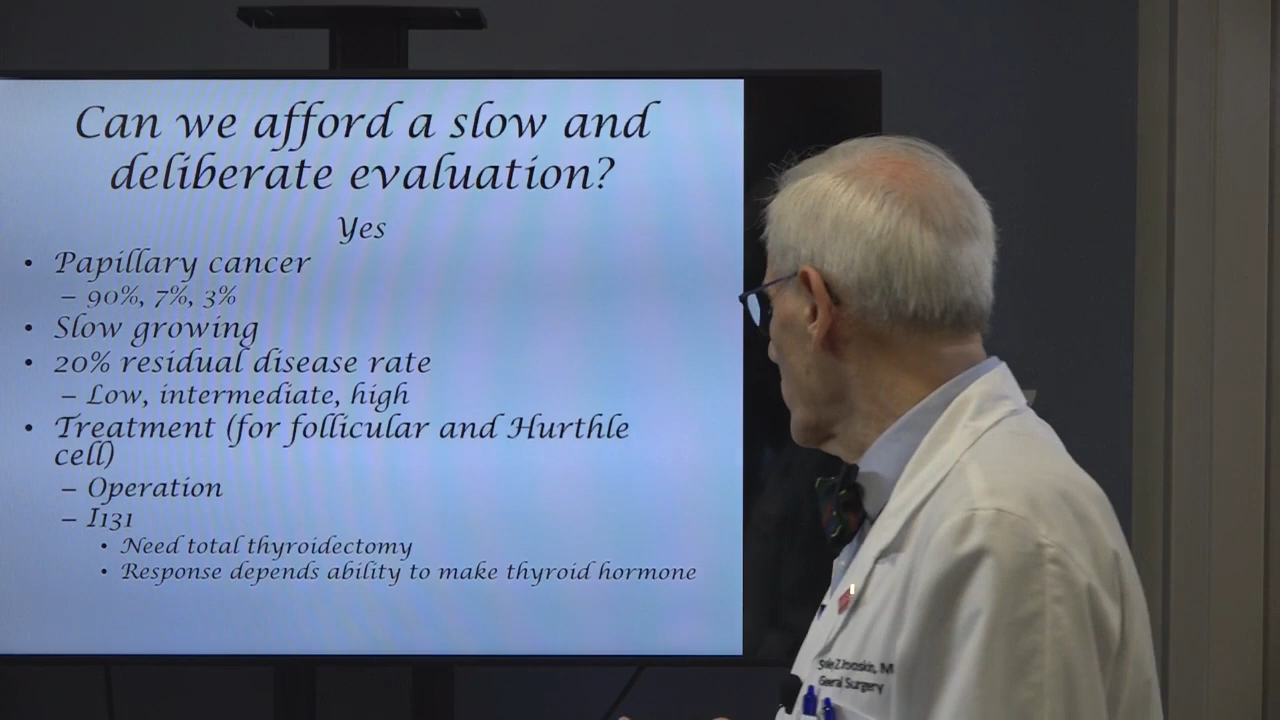 Can we afford a slow and
deliberate evaluation?
Yes
• Papillary cancer
– 90%, 7%, 3%
• Slow growing
• 20% residual disease rate
– Low, intermediate, high
• Treatment (for follicular and Hurthle
cell)
– Operation
– I131
• Need total thyroidectomy
• Response depends ability to make thyroid hormone
Surgery